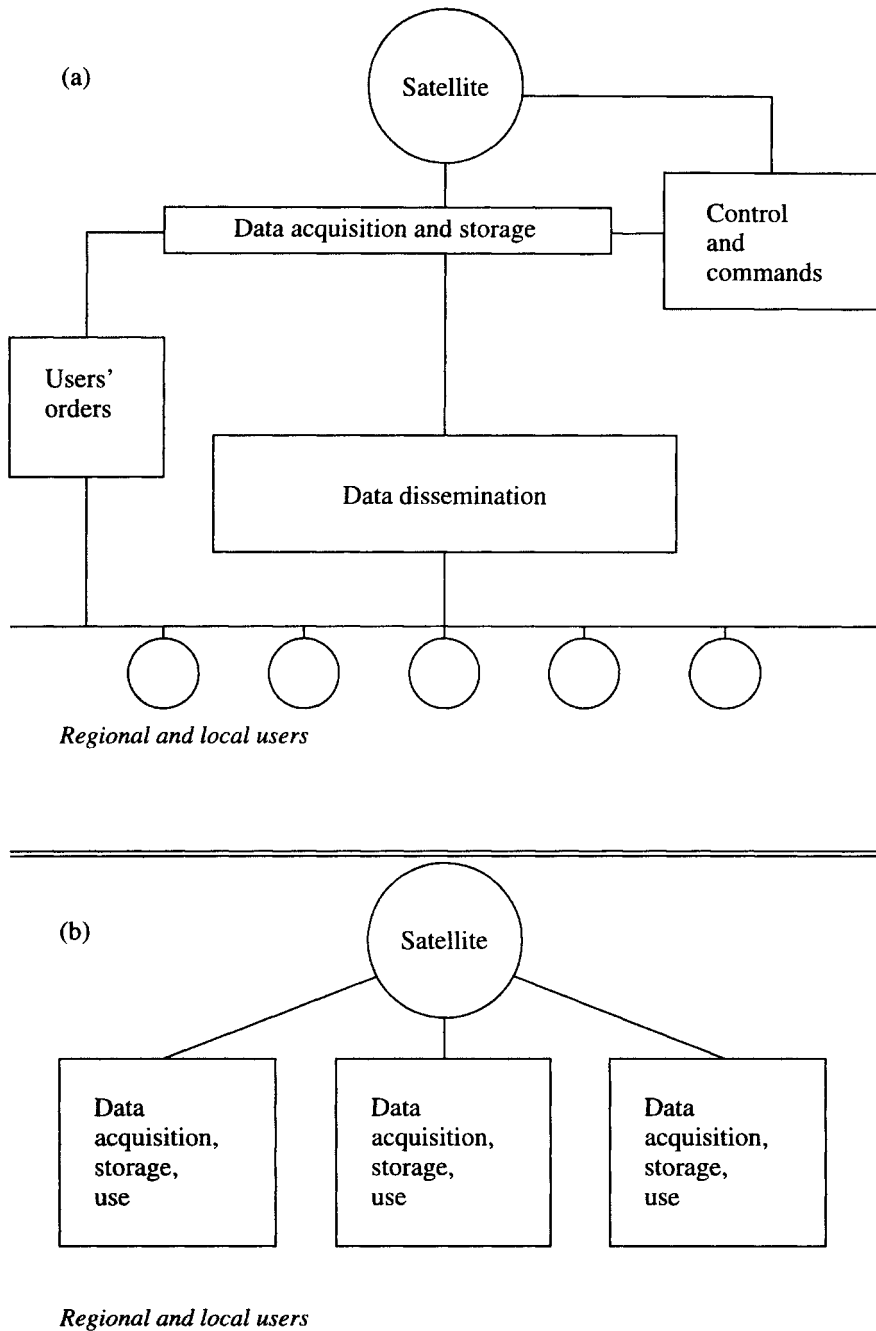 (a)
Satellite
Control
and
commands
Data acquisition and storage
Users’
orders
Data dissemination
Regional and local users
(b)
Satellite
Data
acquisition,
storage,
use
Data
acquisition,
storage,
use
Data
acquisition,
storage,
use
Regional and local users